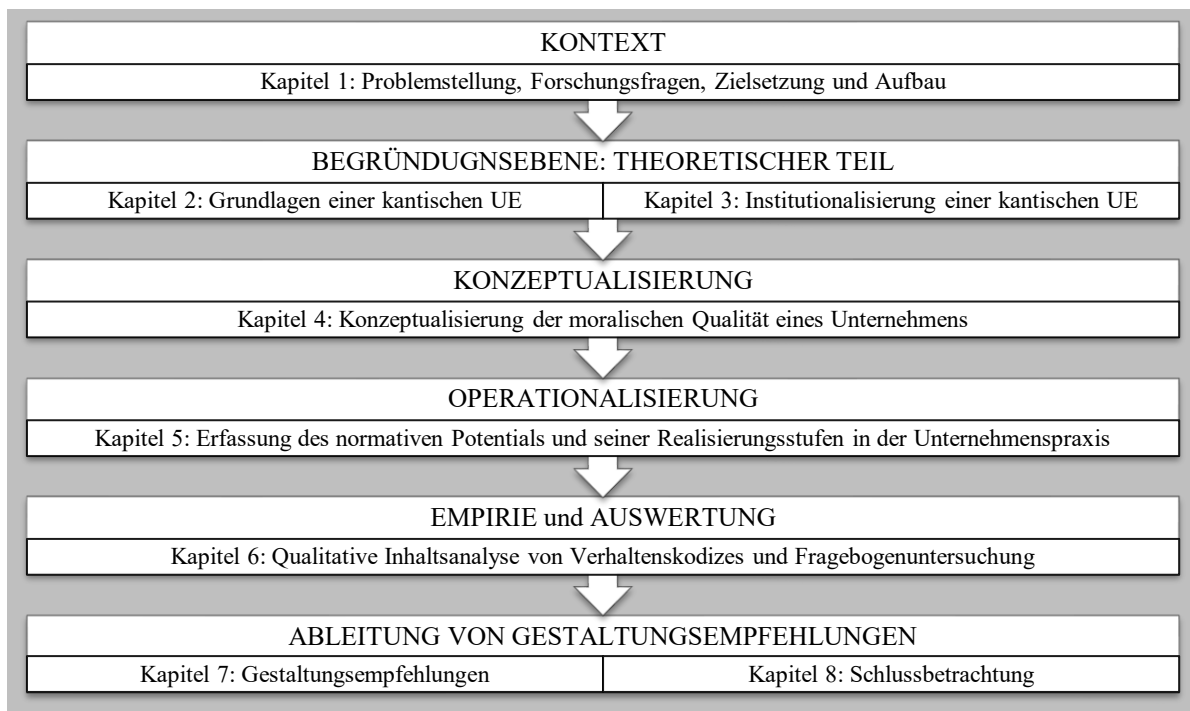 KONTEXT
Kapitel 1: Problemstellung, Forschungsfragen, Zielsetzung und Aufbau
BEGRÜNDUGNSEBENE: THEORETISCHER TEIL
Kapitel 2: Grundlagen einer kantischen UE
Kapitel 3: Institutionalisierung einer kantischen UE
KONZEPTUALISIERUNG
Kapitel 4: Konzeptualisierung der moralischen Qualität eines Unternehmens
OPERATIONALISIERUNG
Kapitel 5: Erfassung des normativen Potentials und seiner Realisierungsstufen in der Unternehmenspraxis
EMPIRIE und AUSWERTUNG
Kapitel 6: Qualitative Inhaltsanalyse von Verhaltenskodizes und Fragebogenuntersuchung
ABLEITUNG VON GESTALTUNGSEMPFEHLUNGEN
Kapitel 7: Gestaltungsempfehlungen
Kapitel 8: Schlussbetrachtung